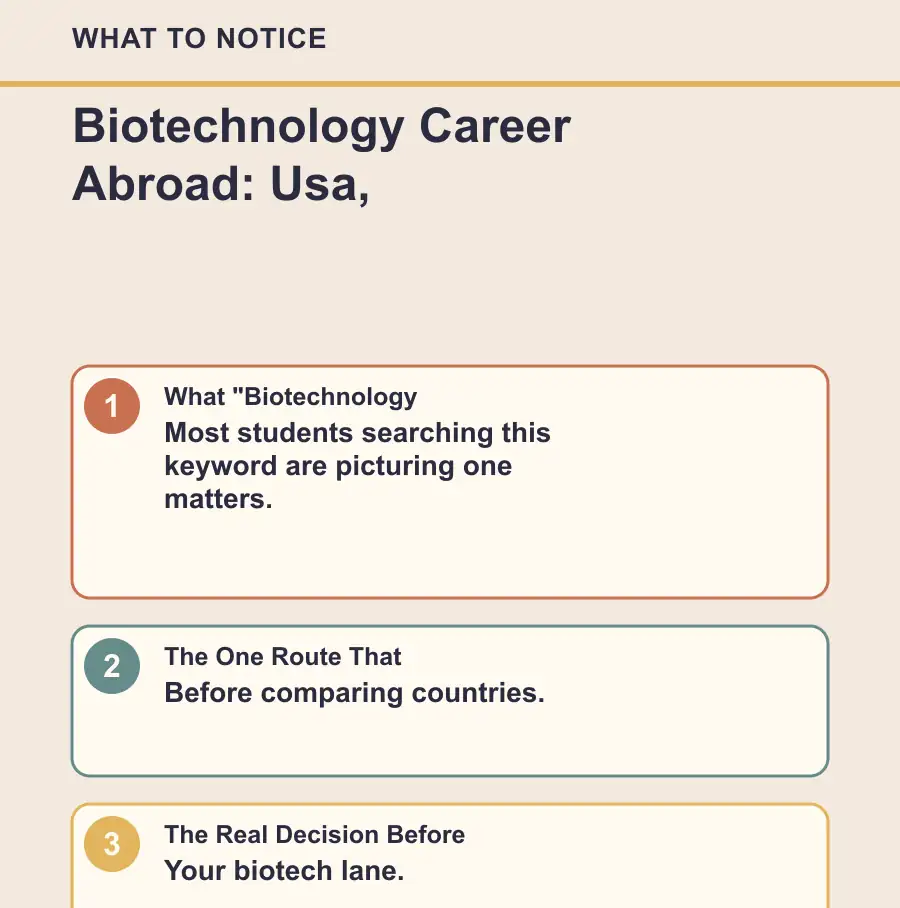 WHAT TO NOTICE
Biotechnology Career
Abroad: Usa,
1
What "Biotechnology
Most students searching this
keyword are picturing one
matters.
2
The One Route That
Before comparing countries.
3
The Real Decision Before
Your biotech lane.